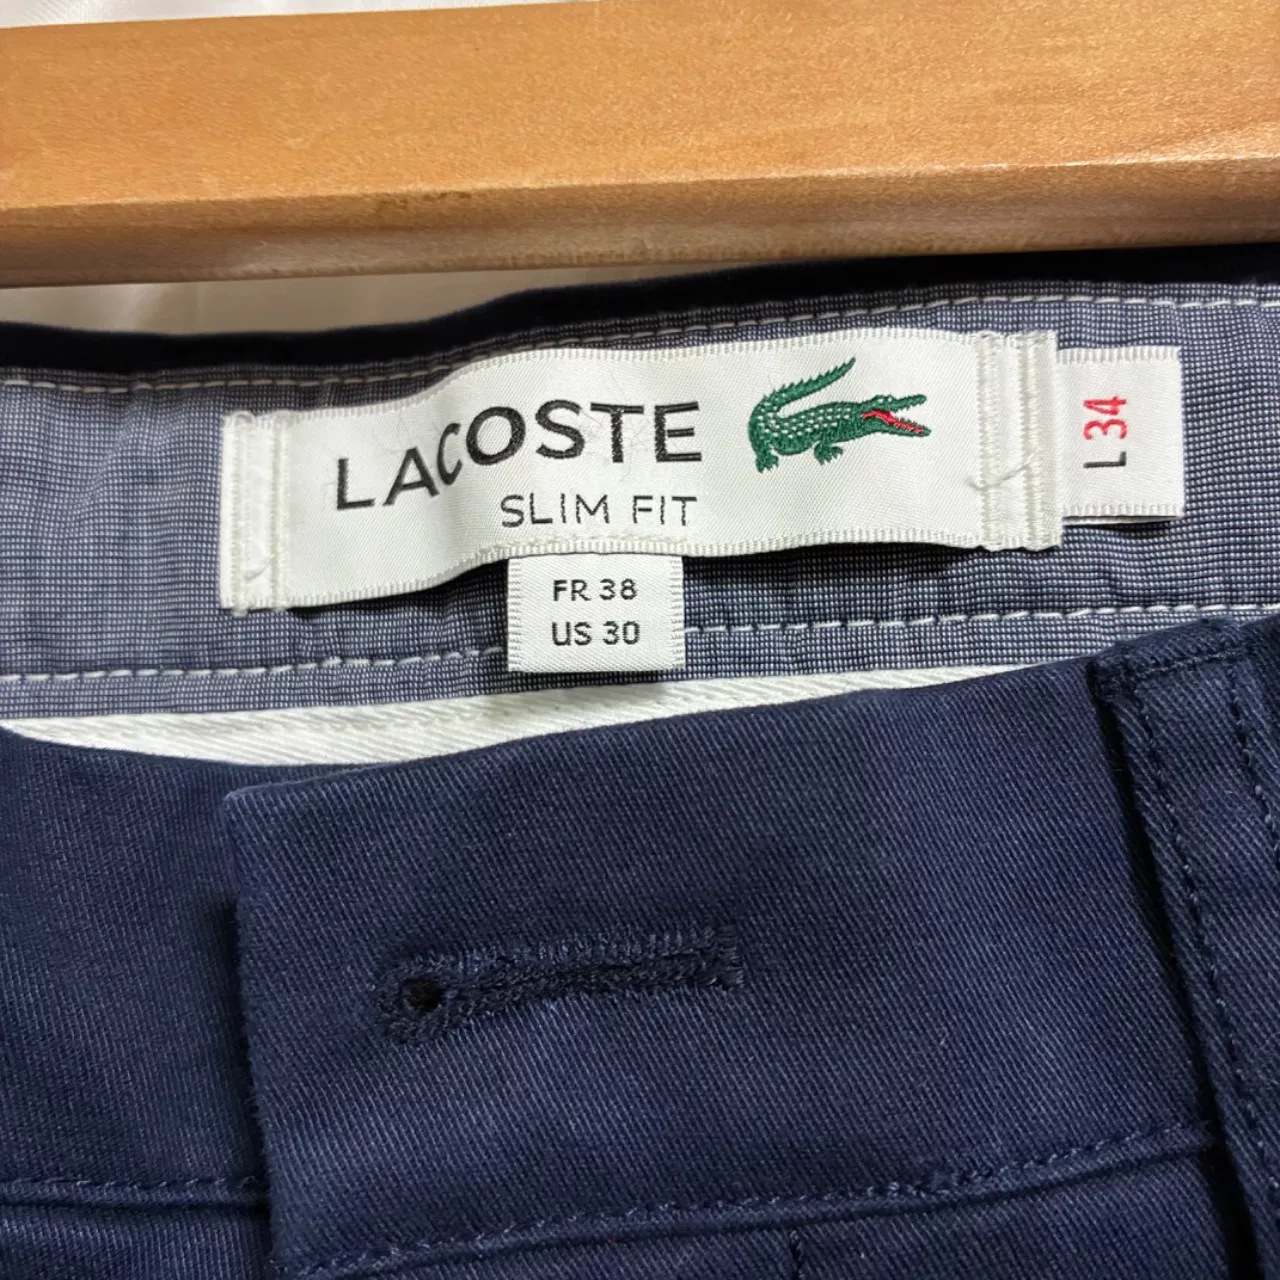 LACOSTE
SLIM FIT
L 34
FR 38
US 30